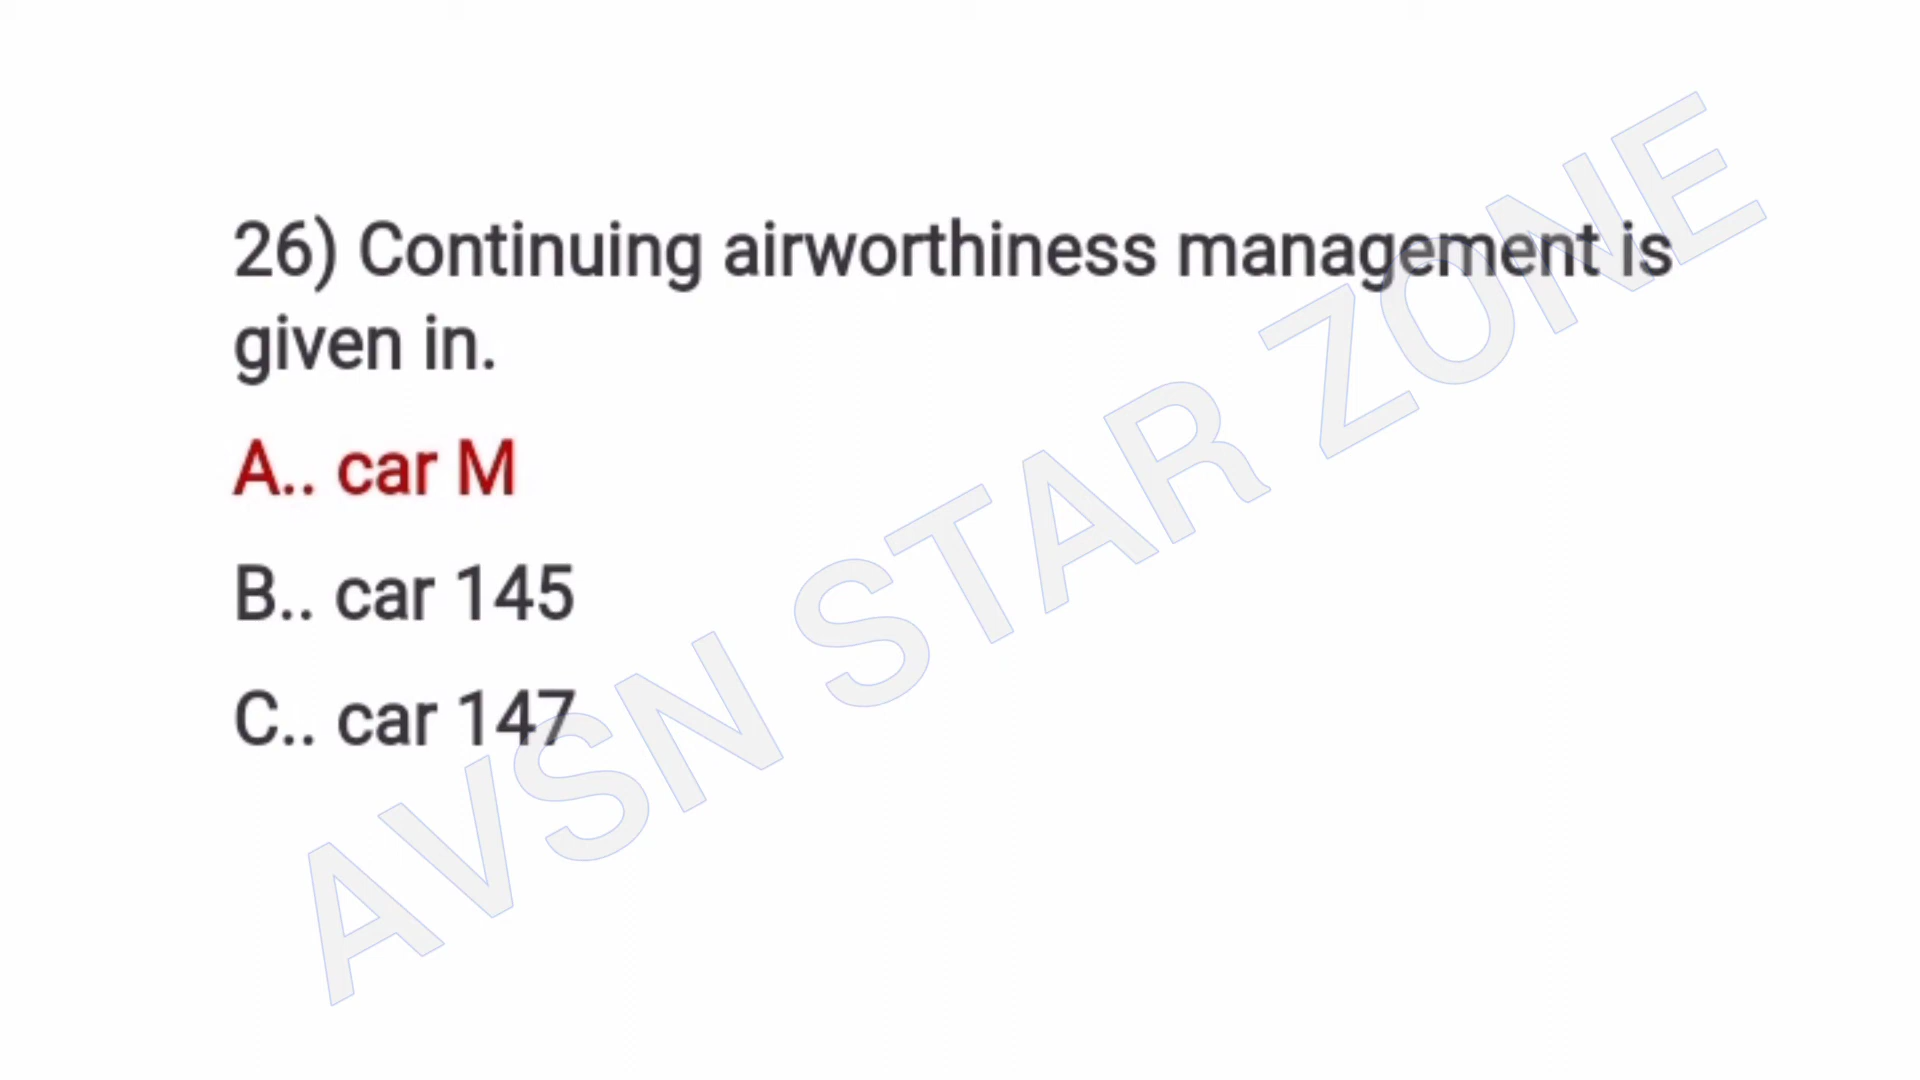 26) Continuing airworthiness management is
given in.
A.. car M
B.. car 145
C.. car 147
AVSN STAR ZONE